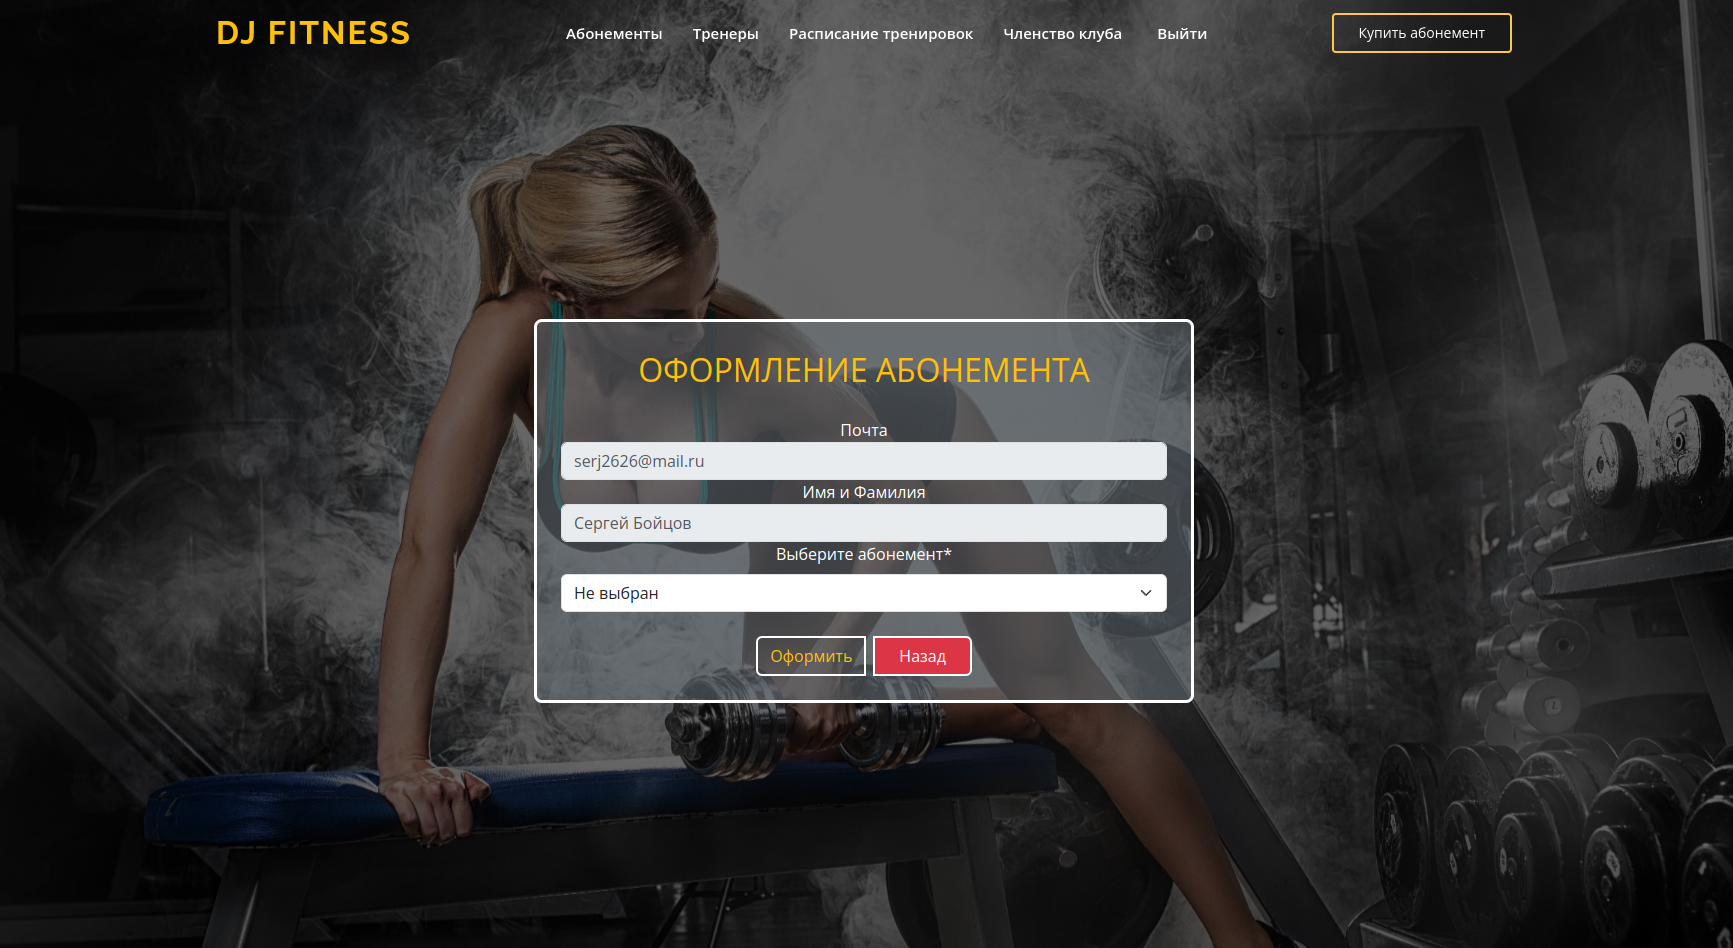 DJ FITNESS
Абонементы
Тренеры
Расписание тренировок
Членство клуба
Выйти
Купить абонемент
ОФОРМЛЕНИЕ АБОНЕМЕНТА
Почта
serj2626@mail.ru
Имя и Фамилия
Сергей Бойцов
Выберите абонемент*
Не выбран
Оформить
Назад